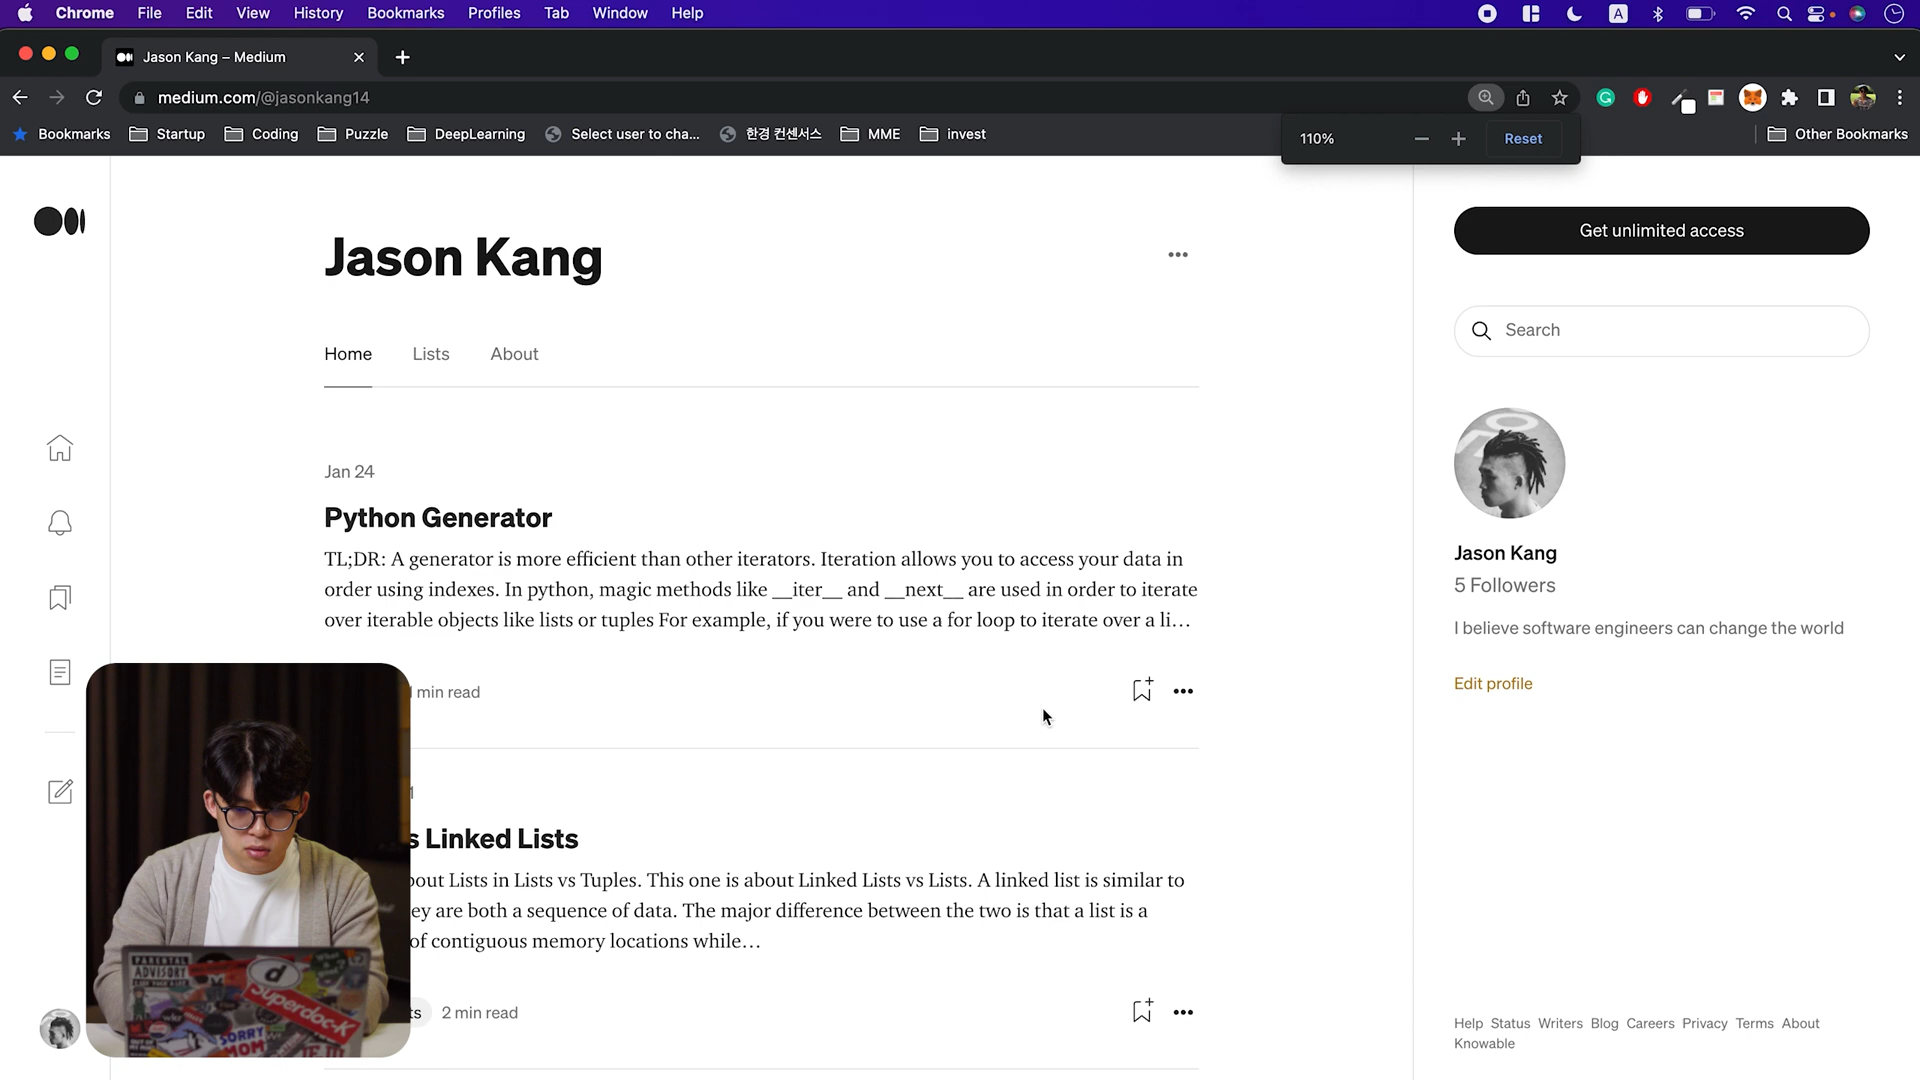 Chrome File Edit View History Bookmarks Profiles Tab Window Help
A
Jason Kang – Medium
medium.com/@jasonkang14
Bookmarks Startup Coding Puzzle DeepLearning Select user to cha... 한경 컨센서스 MME invest
Other Bookmarks
110% Reset
Jason Kang
Home Lists About
Jan 24
Python Generator
TL;DR: A generator is more efficient than other iterators. Iteration allows you to access your data in
order using indexes. In python, magic methods like __iter__ and __next__ are used in order to iterate
over iterable objects like lists or tuples For example, if you were to use a for loop to iterate over a li…
min read
s Linked Lists
bout Lists in Lists vs Tuples. This one is about Linked Lists vs Lists. A linked list is similar to
ey are both a sequence of data. The major difference between the two is that a list is a
of contiguous memory locations while…
ts 2 min read
Get unlimited access
Search
Jason Kang
5 Followers
I believe software engineers can change the world
Edit profile
Help Status Writers Blog Careers Privacy Terms About
Knowable
PARENTAL
ADVISORY
d
Superdoc-K
SORRY
MOM